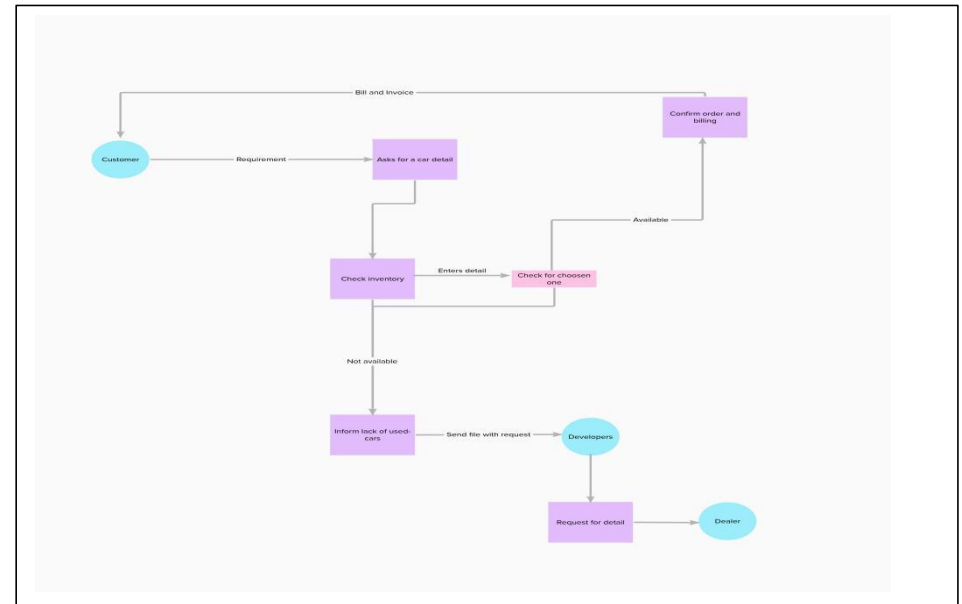 Bill and Invoice
Confirm order and
billing
Customer
Requirement
Asks for a car detail
Available
Check inventory
Enters detail
Check for choosen
one
Not available
Inform lack of used-
cars
Send file with request
Developers
Request for detail
Dealer